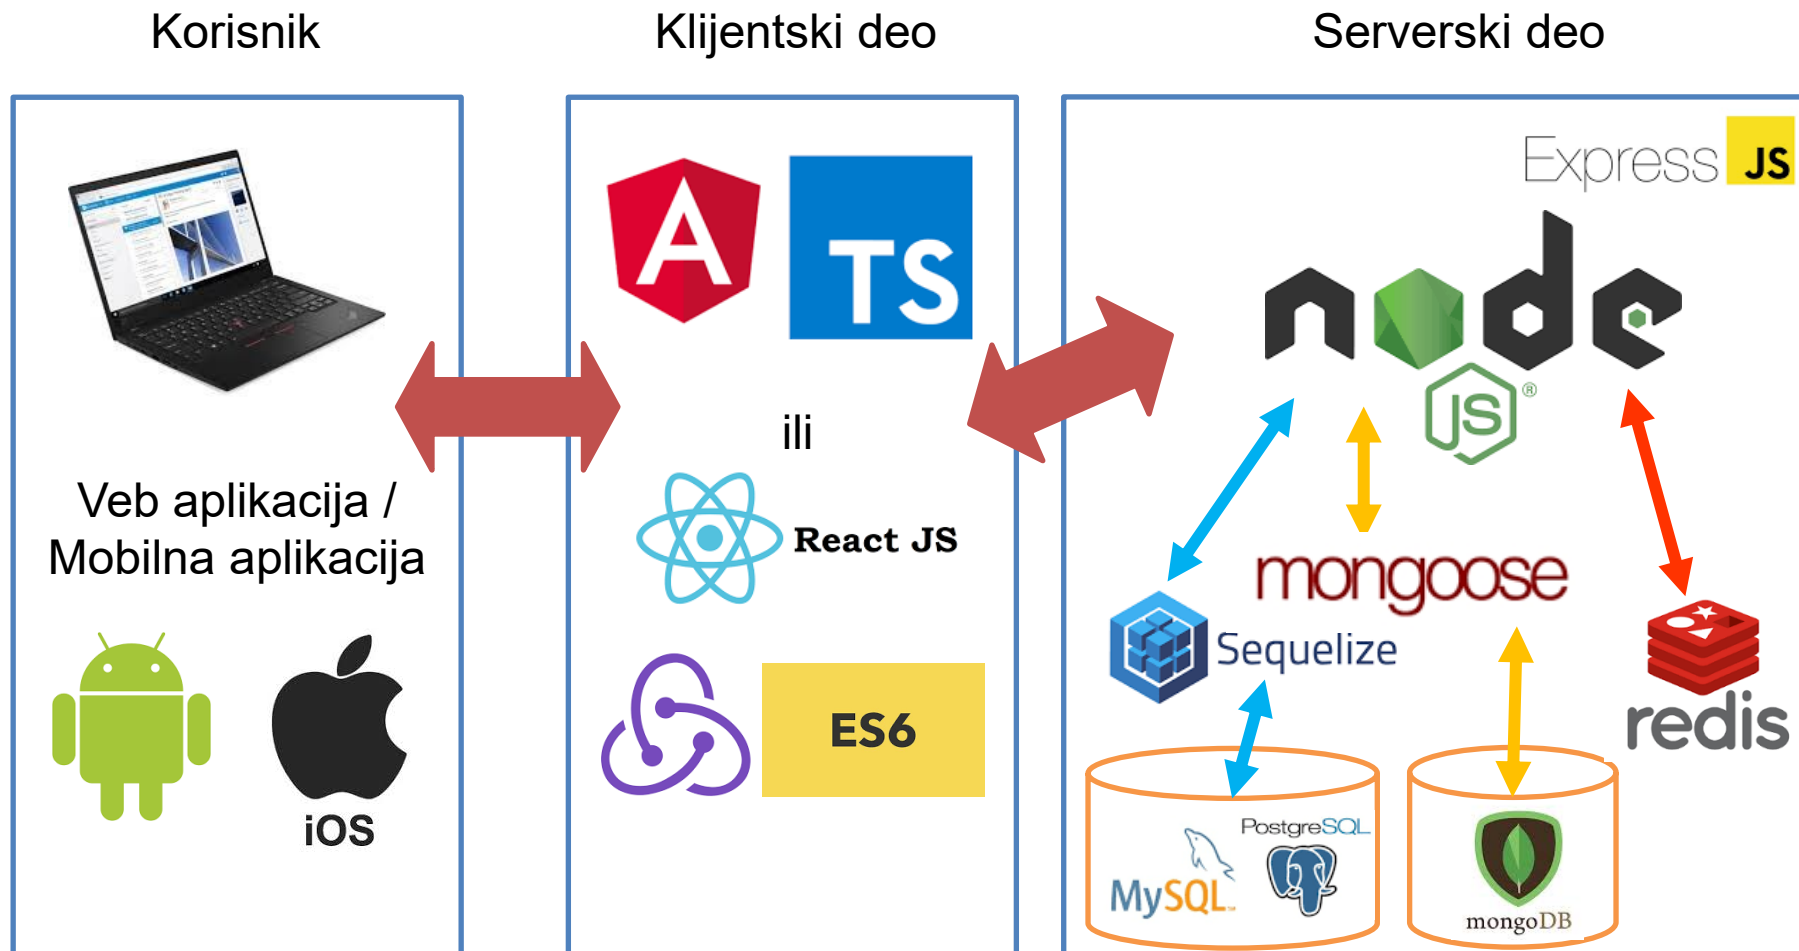 Korisnik
Klijentski deo
Serverski deo
Express JS
A
TS
node
JS ®
ili
Veb aplikacija /
Mobilna aplikacija
React JS
mongoose
Sequelize
ES6
redis
iOS
PostgreSQL
MySQL
mongoDB